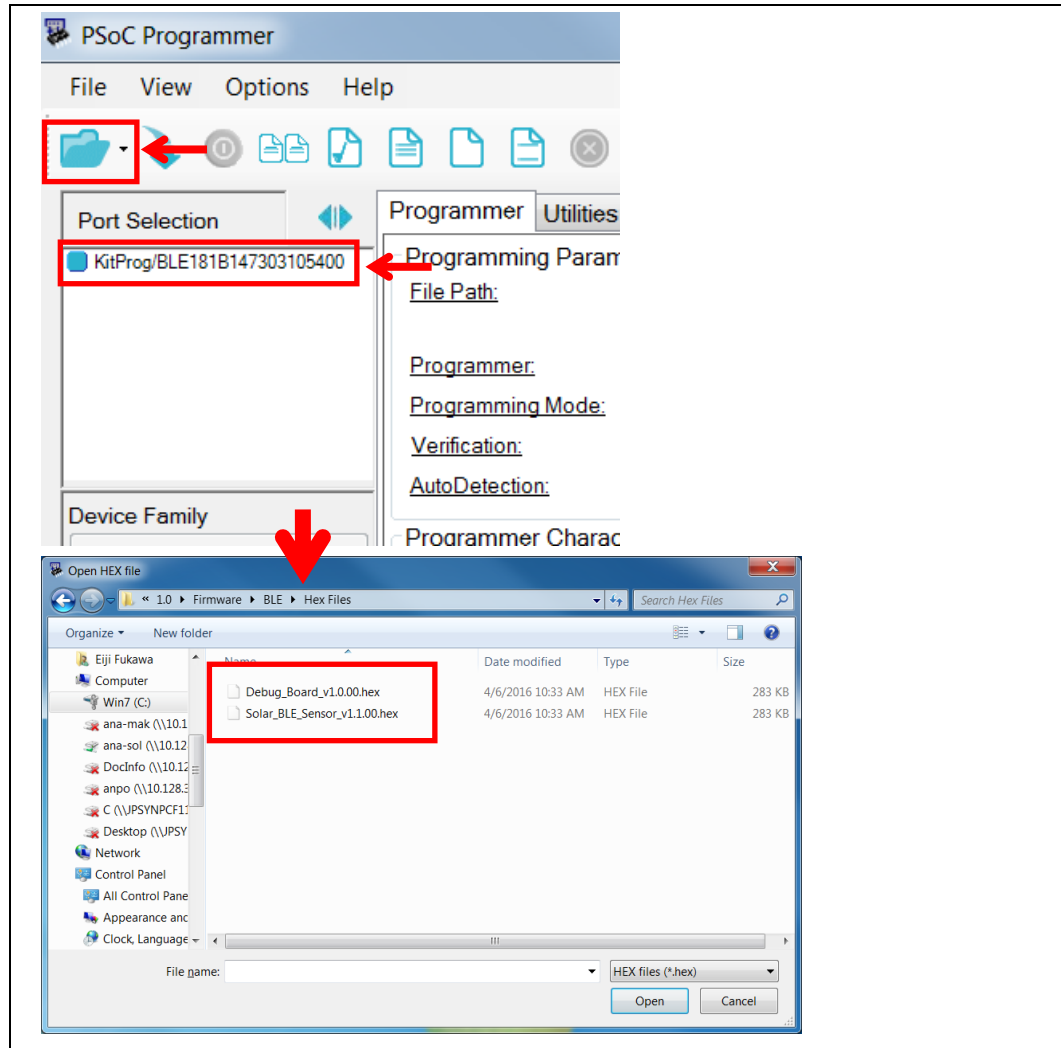 PSoC Programmer
File View Options Help
Port Selection
Programmer Utilities
KitProg/BLE181B147303105400
Programming Param
File Path:
Programmer:
Programming Mode:
Verification:
AutoDetection:
Device Family
Programmer Charac
Open HEX file
« 1.0 ▸ Firmware ▸ BLE ▸ Hex Files
Search Hex Files
Organize New folder
Name Date modified Type Size
Eiji Fukawa
Computer
Win7 (C:)
ana-mak (\\10.1
ana-sol (\\10.12
DocInfo (\\10.12
anpo (\\10.128.3
C (\\JPSYNPCF11
Desktop (\\JPSY
Network
Control Panel
All Control Pane
Appearance and
Clock, Language
Debug_Board_v1.0.00.hex 4/6/2016 10:33 AM HEX File 283 KB
Solar_BLE_Sensor_v1.1.00.hex 4/6/2016 10:33 AM HEX File 283 KB
File name:
HEX files (*.hex)
Open Cancel